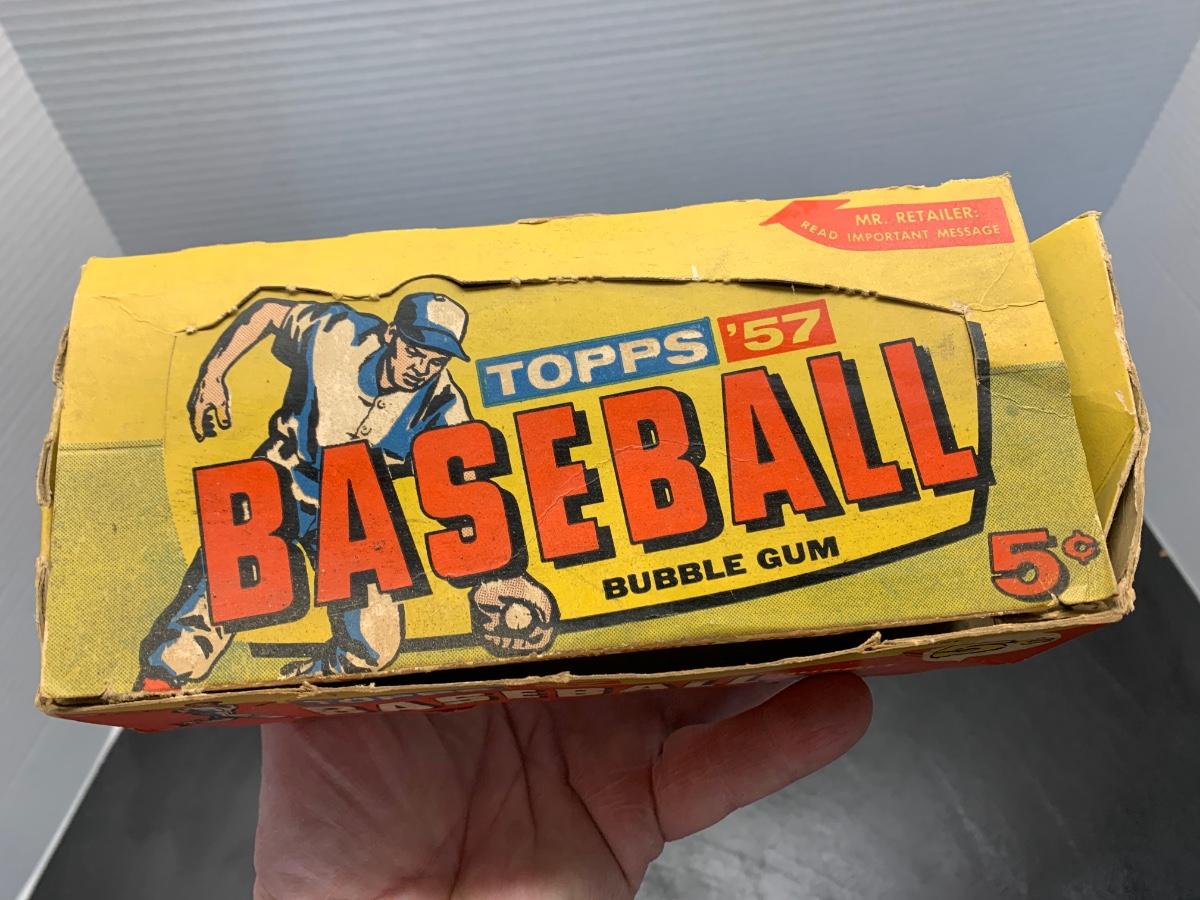 MR. RETAILER:
READ IMPORTANT MESSAGE
TOPPS '57
BASEBALL
BUBBLE GUM
5¢
BASEBALL